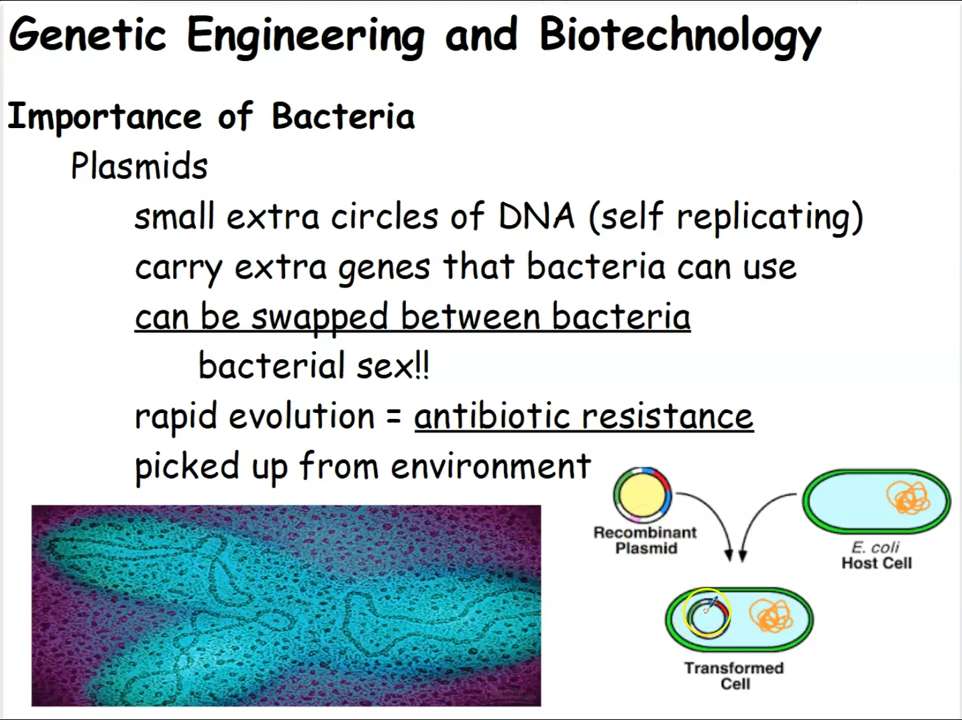 Genetic Engineering and Biotechnology
Importance of Bacteria
Plasmids
small extra circles of DNA (self replicating)
carry extra genes that bacteria can use
can be swapped between bacteria
bacterial sex!!
rapid evolution = antibiotic resistance
picked up from environment
Recombinant
Plasmid
E. coli
Host Cell
Transformed
Cell